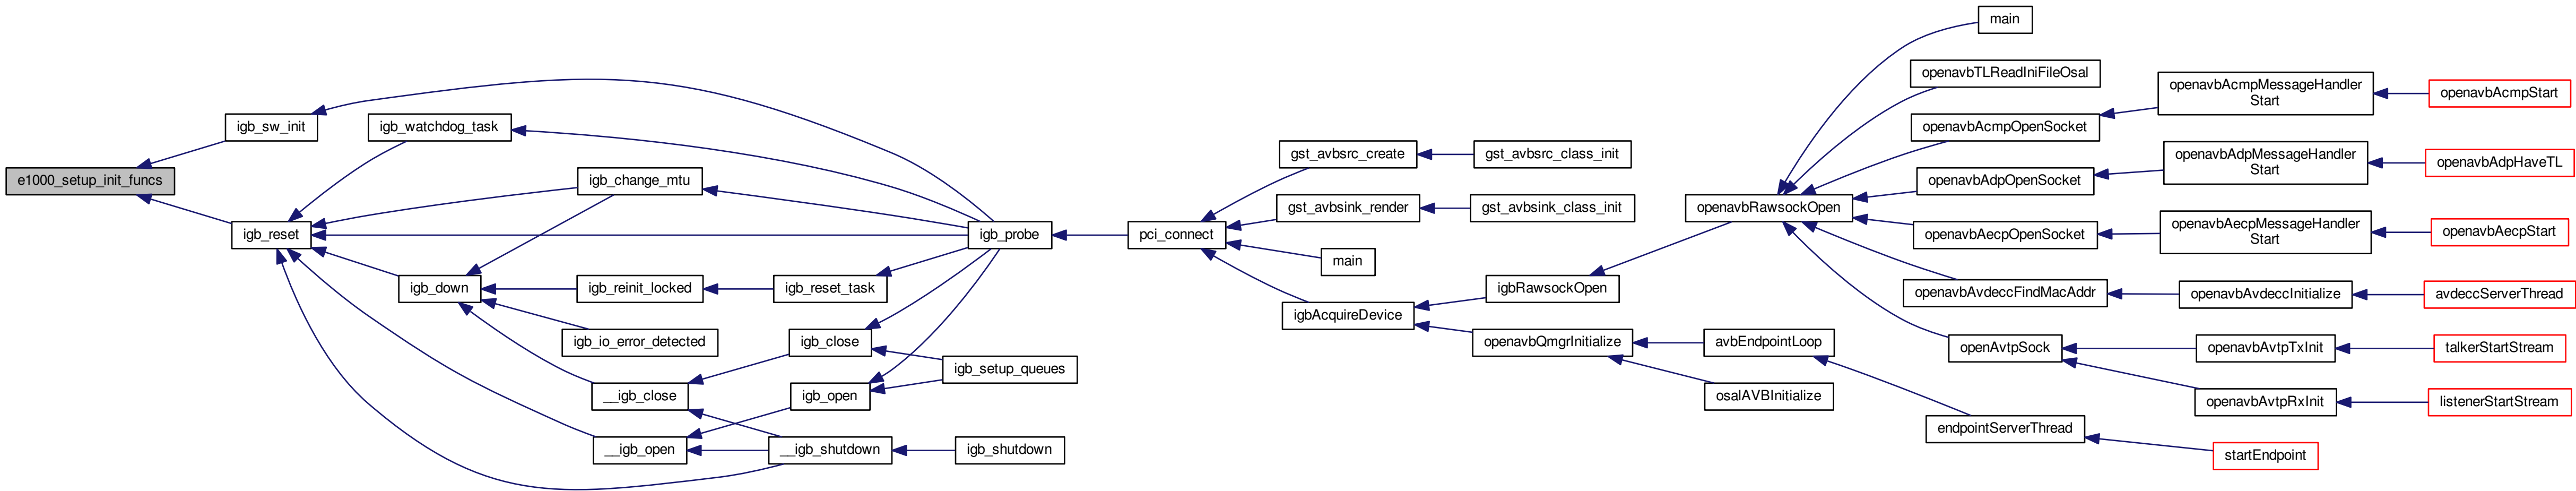 e1000_setup_init_funcs
igb_sw_init
igb_reset
igb_watchdog_task
igb_change_mtu
igb_down
igb_reinit_locked
igb_io_error_detected
__igb_close
__igb_open
igb_reset_task
igb_close
igb_open
__igb_shutdown
igb_probe
igb_setup_queues
igb_shutdown
pci_connect
gst_avbsrc_create
gst_avbsink_render
main
igbAcquireDevice
gst_avbsrc_class_init
gst_avbsink_class_init
igbRawsockOpen
openavbQmgrInitialize
openavbRawsockOpen
avbEndpointLoop
osalAVBInitialize
main
openavbTLReadIniFileOsal
openavbAcmpOpenSocket
openavbAdpOpenSocket
openavbAecpOpenSocket
openavbAvdeccFindMacAddr
openAvtpSock
endpointServerThread
openavbAcmpMessageHandler
Start
openavbAdpMessageHandler
Start
openavbAecpMessageHandler
Start
openavbAvdeccInitialize
openavbAvtpTxInit
openavbAvtpRxInit
startEndpoint
openavbAcmpStart
openavbAdpHaveTL
openavbAecpStart
avdeccServerThread
talkerStartStream
listenerStartStream